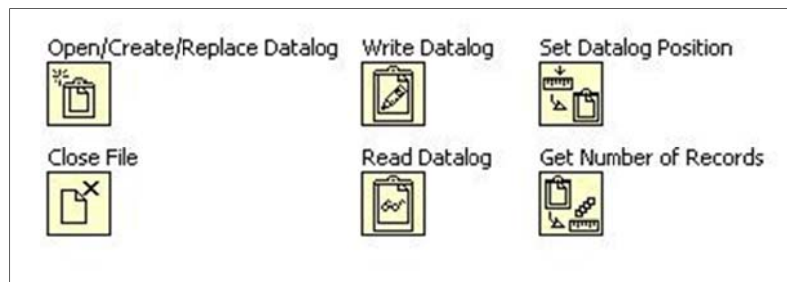 Open/Create/Replace Datalog Write Datalog Set Datalog Position
Close File Read Datalog Get Number of Records